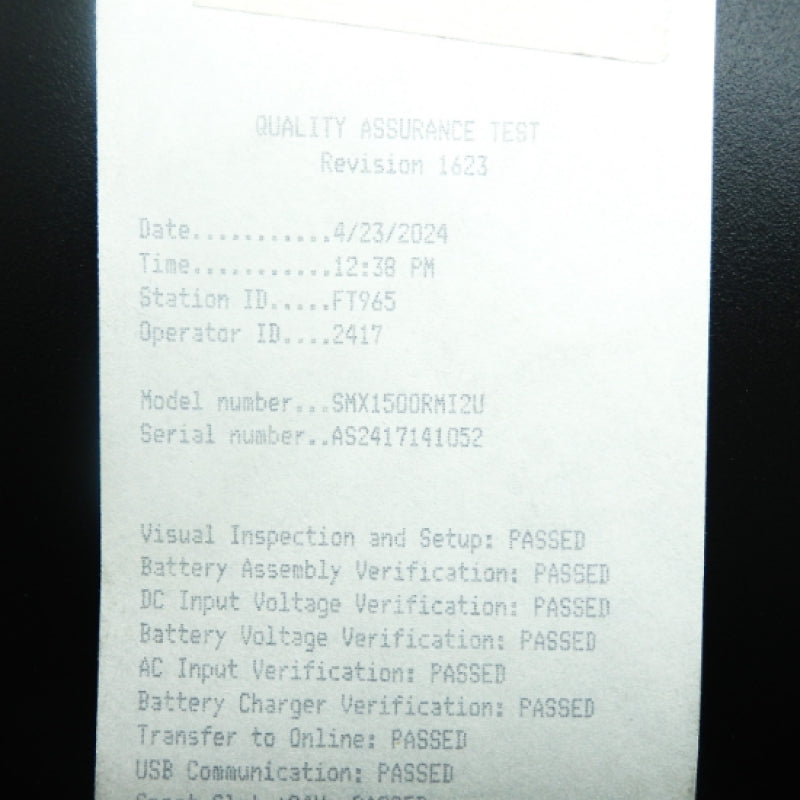 QUALITY ASSURANCE TEST
Revision 1623
Date...........4/23/2024
Time...........12:38 PM
Station ID.....FT965
Operator ID....2417
Model number...SMX1500RMI2U
Serial number..AS2417141052
Visual Inspection and Setup: PASSED
Battery Assembly Verification: PASSED
DC Input Voltage Verification: PASSED
Battery Voltage Verification: PASSED
AC Input Verification: PASSED
Battery Charger Verification: PASSED
Transfer to Online: PASSED
USB Communication: PASSED